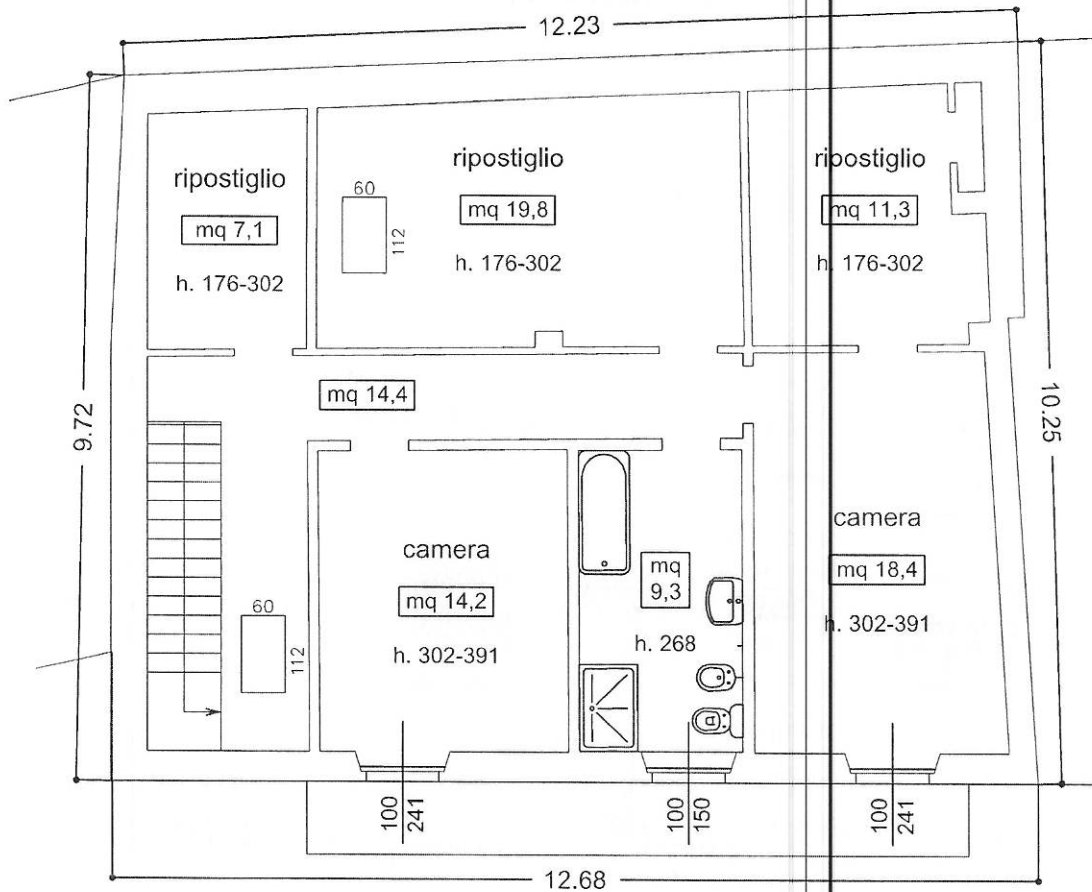 12.23
ripostiglio
mq 7,1
h. 176-302
60
112
ripostiglio
mq 19,8
h. 176-302
ripostiglio
mq 11,3
h. 176-302
9.72
mq 14,4
10.25
camera
mq 14,2
h. 302-391
60
112
mq
9,3
h. 268
camera
mq 18,4
h. 302-391
100
241
100
150
100
241
12.68